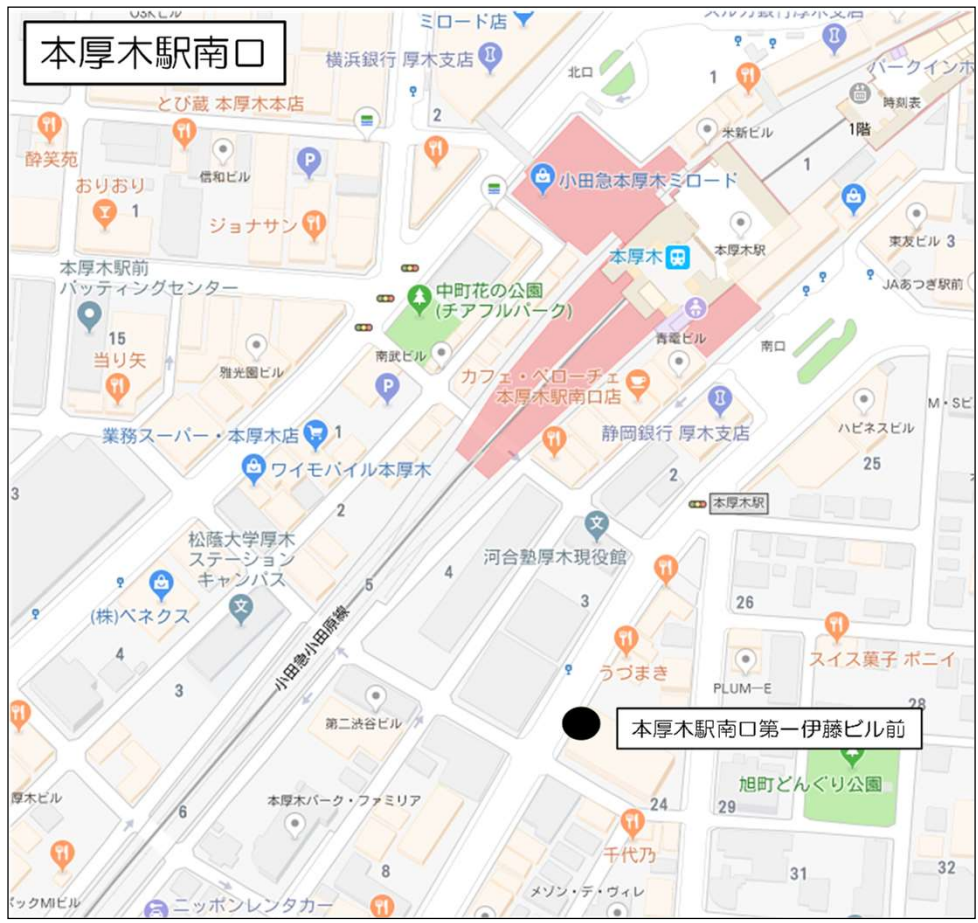 本厚木駅南口
ミロード店
横浜銀行 厚木支店
北口
1
パークインホ
時刻表
1階
とび蔵 本厚木本店
2
米新ビル
1
酔笑苑
信和ビル
P
小田急本厚木ミロード
おりおり
1
ジョナサン
東友ビル 3
本厚木
本厚木駅
本厚木駅前
バッティングセンター
JAあつぎ駅前
中町花の公園
(チアフルパーク)
15
当り矢
青竜ビル
南口
南武ビル
雅光園ビル
カフェ・ベローチェ
本厚木駅南口店
P
M・Sビ
静岡銀行 厚木支店
ハピネスビル
業務スーパー・本厚木店
1
ワイモバイル本厚木
25
2
3
2
本厚木駅
松蔭大学厚木
ステーション
キャンパス
文
河合塾厚木現役館
4
5
3
26
(株)ベネクス
文
小田急小田原線
うづまき
スイス菓子 ポニイ
4
3
PLUM-E
28
第二渋谷ビル
本厚木駅南口第一伊藤ビル前
旭町どんぐり公園
厚木ビル
本厚木パーク・ファミリア
24
29
6
千代乃
8
31
32
ックMIビル
ニッポンレンタカー
メゾン・デ・ヴィレ